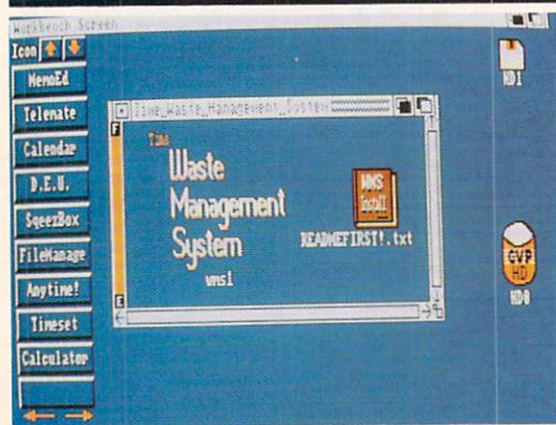 Workbench Screen
Icon
MemoEd
Telemate
Calendar
D.E.U.
SqeezBox
FileManage
Anytime!
Timeset
Calculator
Time_Waste_Management_System
F
E
Time
Waste
Management
System
wms1
WMS
Install
READMEFIRST!.txt
HD1
GVP
HD
HD0